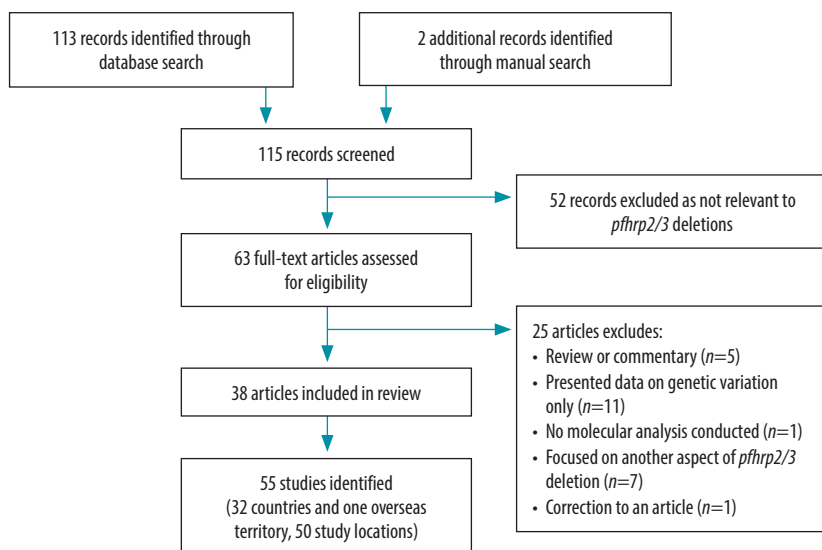 113 records identified through
database search
2 additional records identified
through manual search
115 records screened
52 records excluded as not relevant to
pfhrp2/3 deletions
63 full-text articles assessed
for eligibility
25 articles excludes:
• Review or commentary (n=5)
• Presented data on genetic variation
only (n=11)
• No molecular analysis conducted (n=1)
• Focused on another aspect of pfhrp2/3
deletion (n=7)
• Correction to an article (n=1)
38 articles included in review
55 studies identified
(32 countries and one overseas
territory, 50 study locations)